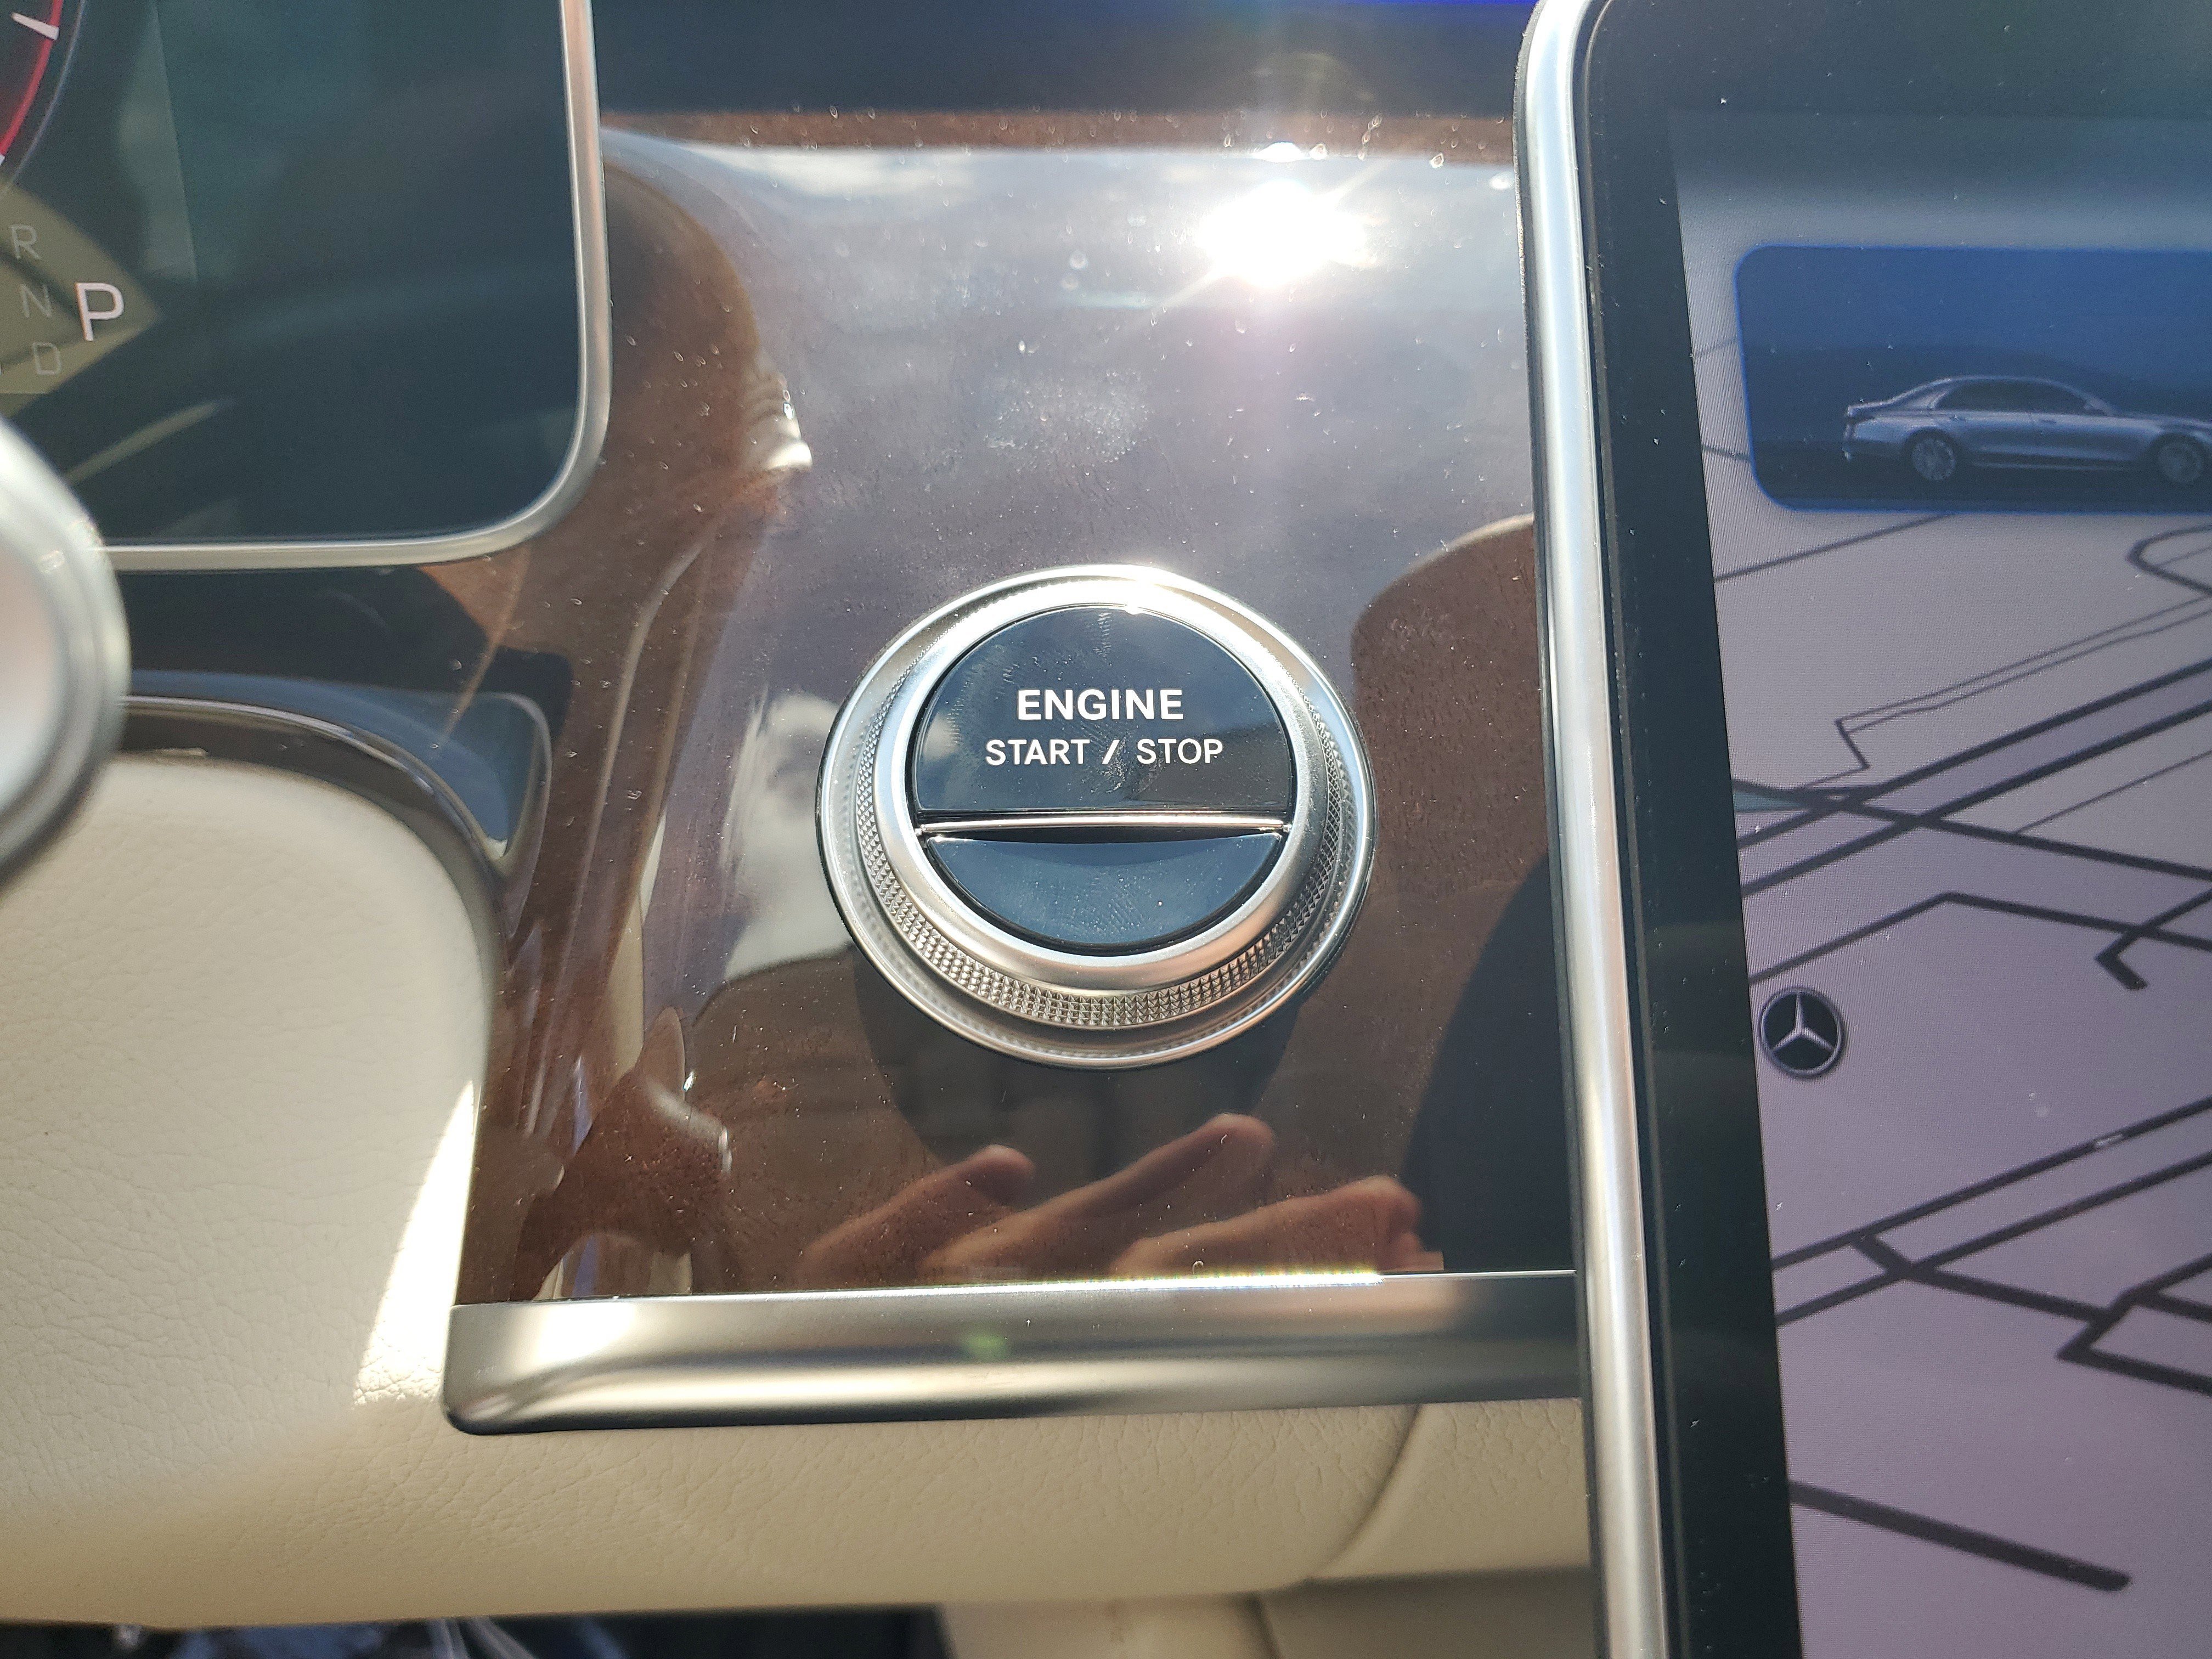 R
N P
D
ENGINE
START / STOP